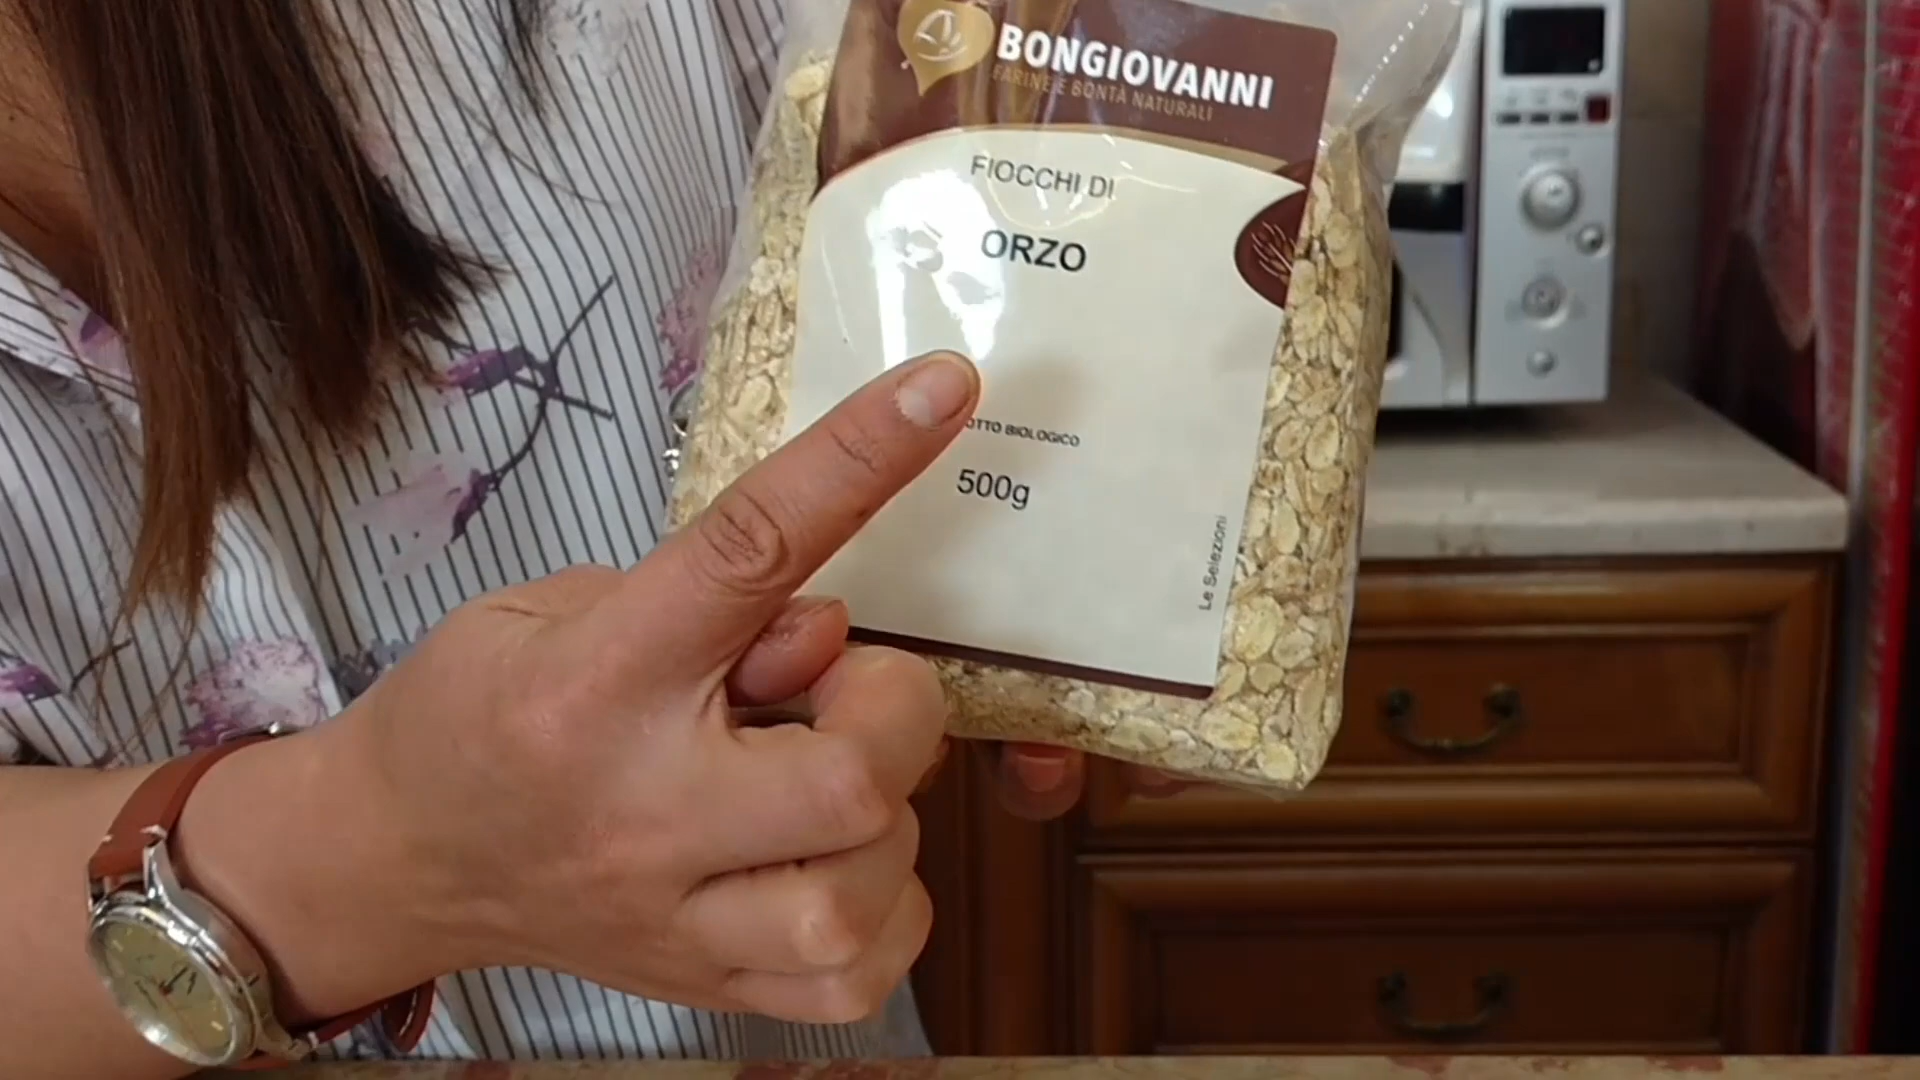 BONGIOVANNI
FARINE E BONTÀ NATURALI
FIOCCHI DI
ORZO
OTTO BIOLOGICO
500g
Le Selezioni